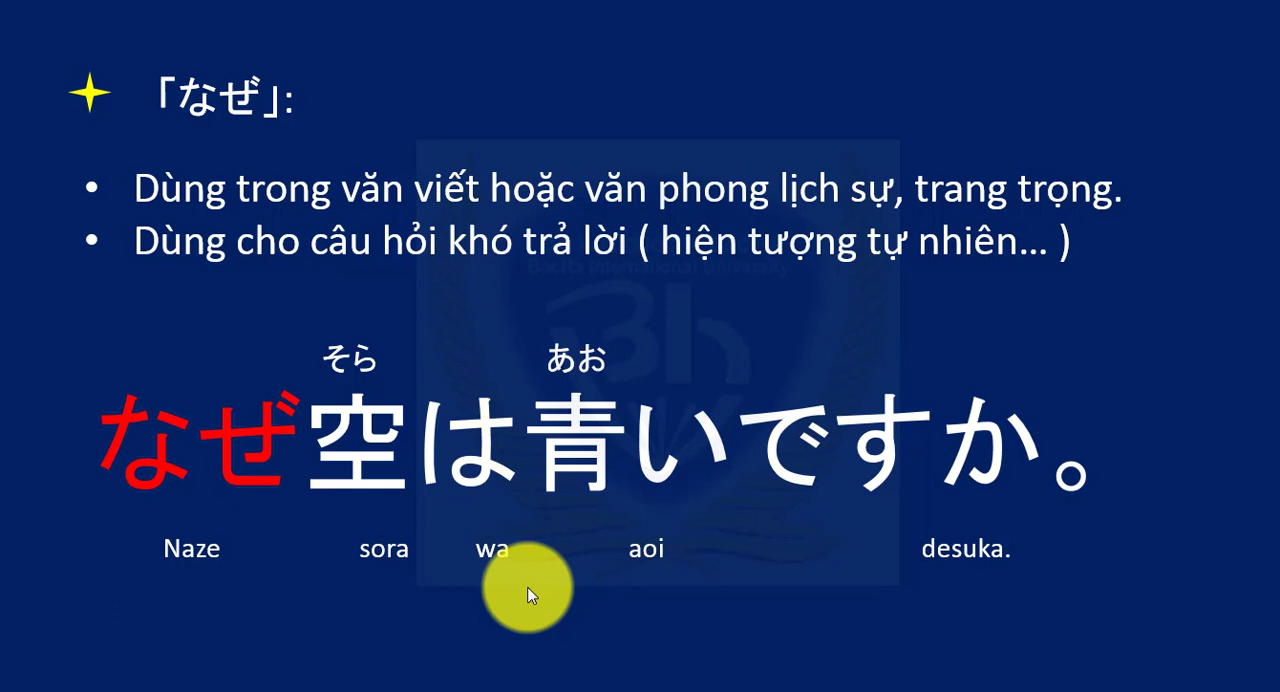 「なぜ」:
• Dùng trong văn viết hoặc văn phong lịch sự, trang trọng.
• Dùng cho câu hỏi khó trả lời ( hiện tượng tự nhiên... )
そら あお
なぜ空は青いですか。
Naze sora wa aoi desuka.